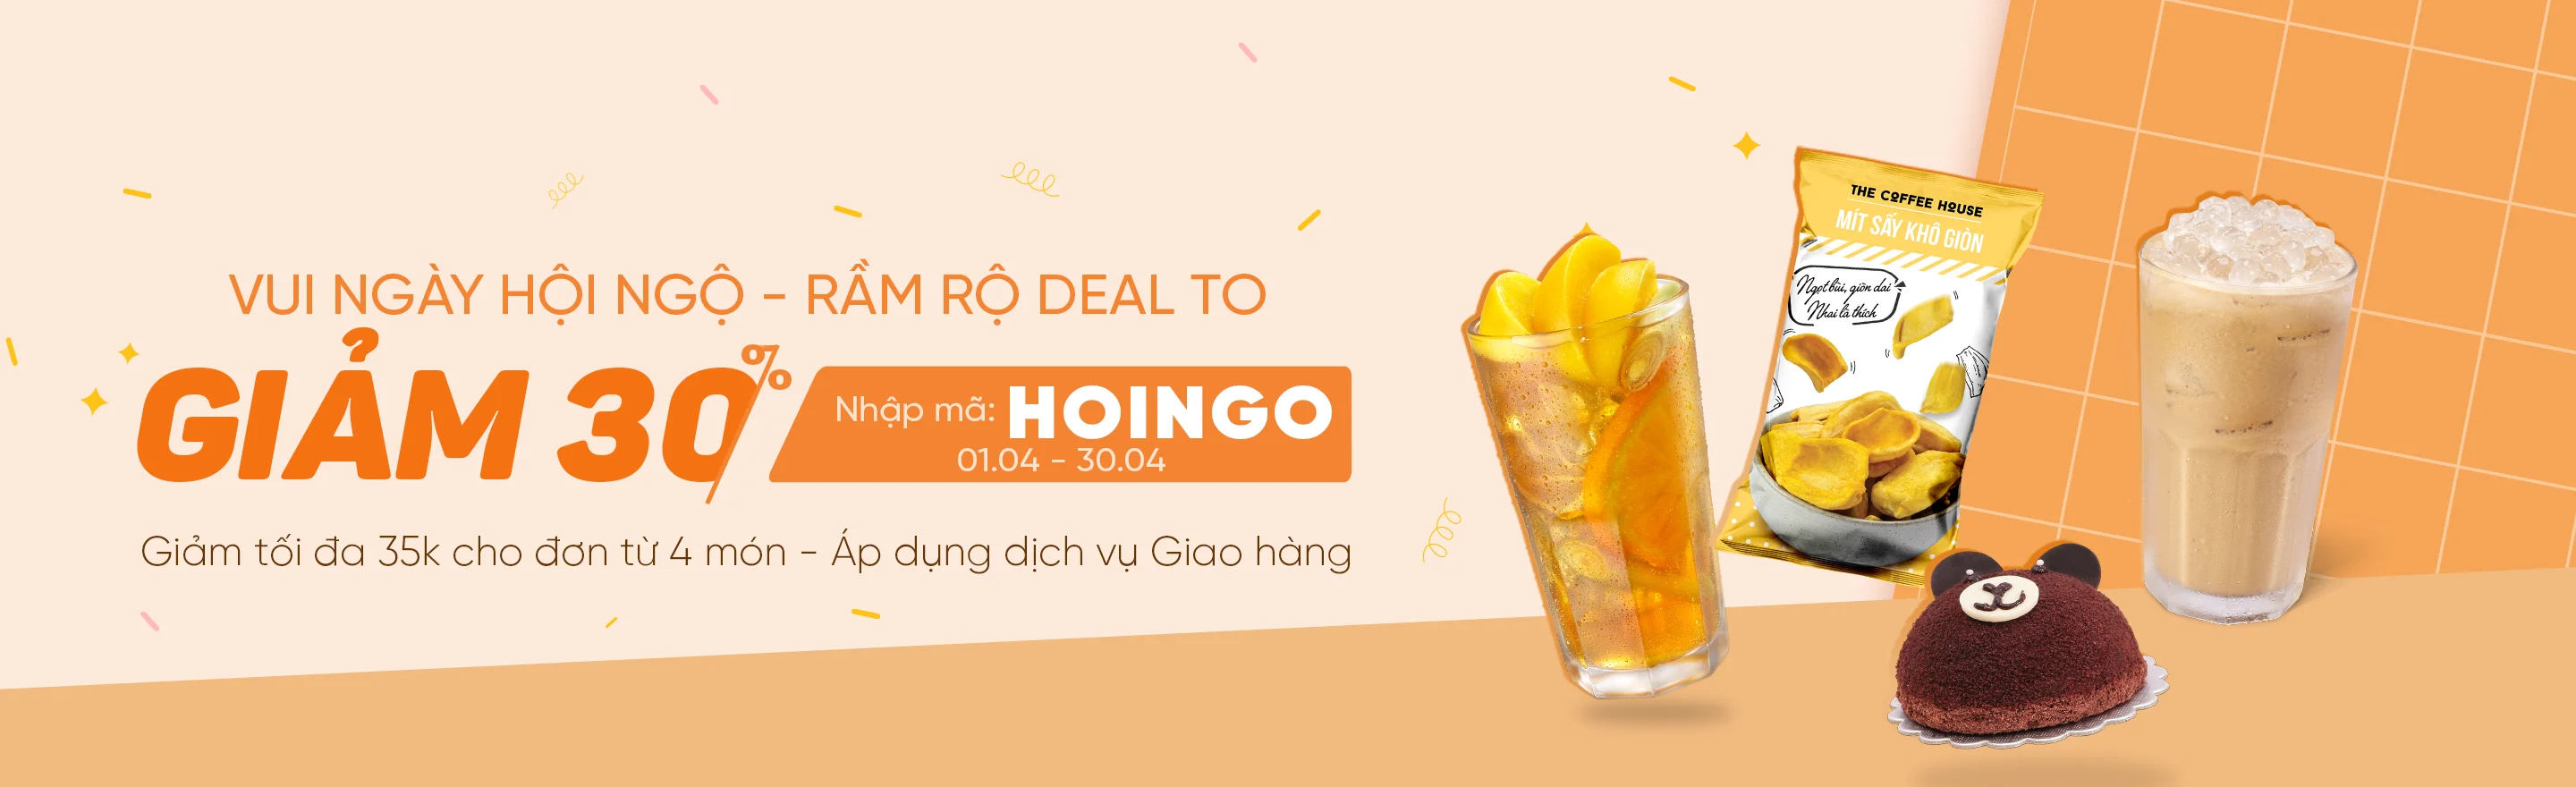 VUI NGÀY HỘI NGỘ - RẦM RỘ DEAL TO
GIẢM 30%
Nhập mã: HOINGO
01.04 - 30.04
Giảm tối đa 35k cho đơn từ 4 món - Áp dụng dịch vụ Giao hàng
THE COFFEE HOUSE
MÍT SẤY KHÔ GIÒN
Ngọt bùi, giòn dai
Nhai là thích